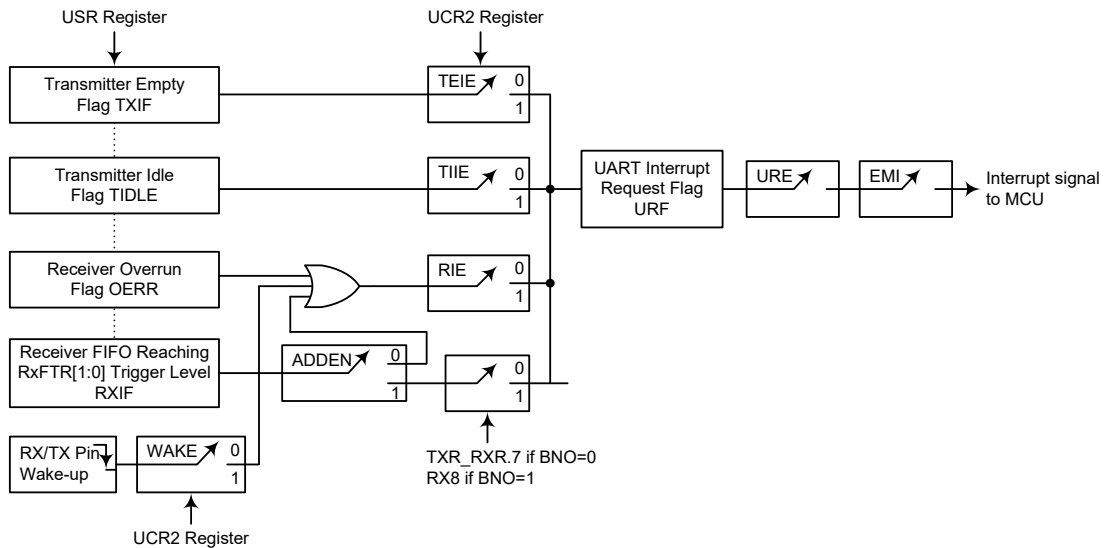 USR Register
UCR2 Register
Transmitter Empty
Flag TXIF
TEIE
0
1
Transmitter Idle
Flag TIDLE
TIIE
0
1
UART Interrupt
Request Flag
URF
URE
EMI
Interrupt signal
to MCU
Receiver Overrun
Flag OERR
RIE
0
1
Receiver FIFO Reaching
RxFTR[1:0] Trigger Level
RXIF
ADDEN
0
1
0
1
RX/TX Pin
Wake-up
WAKE
0
1
TXR_RXR.7 if BNO=0
RX8 if BNO=1
UCR2 Register